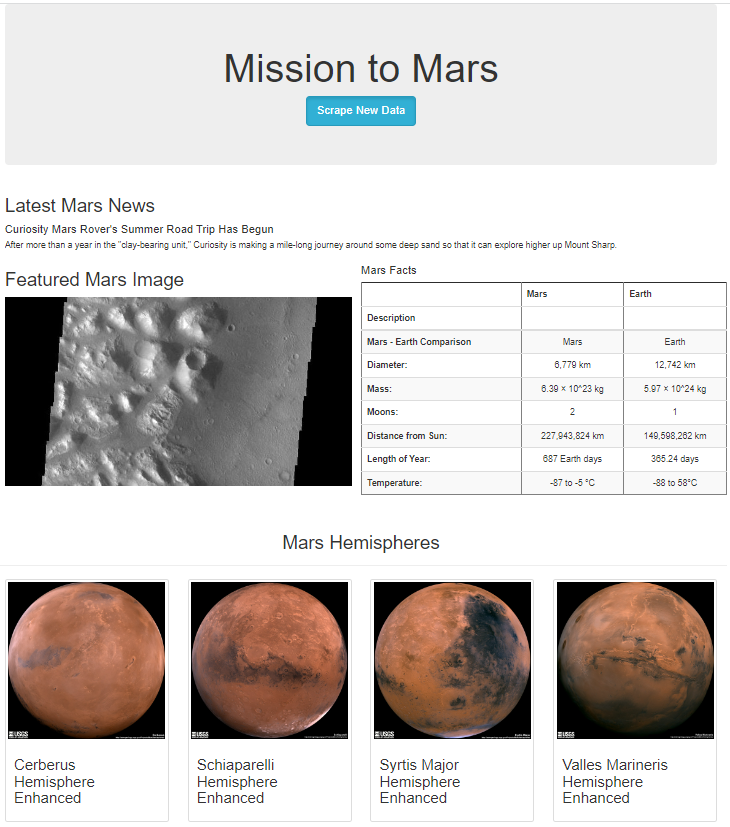 Mission to Mars
Scrape New Data
Latest Mars News
Curiosity Mars Rover's Summer Road Trip Has Begun
After more than a year in the "clay-bearing unit," Curiosity is making a mile-long journey around some deep sand so that it can explore higher up Mount Sharp.
Featured Mars Image
Mars Facts
Mars Earth
Description
Mars - Earth Comparison Mars Earth
Diameter: 6,779 km 12,742 km
Mass: 6.39 × 10^23 kg 5.97 × 10^24 kg
Moons: 2 1
Distance from Sun: 227,943,824 km 149,598,262 km
Length of Year: 687 Earth days 365.24 days
Temperature: -87 to -5 °C -88 to 58°C
Mars Hemispheres
USGS USGS USGS USGS
Cerberus
Hemisphere
Enhanced
Schiaparelli
Hemisphere
Enhanced
Syrtis Major
Hemisphere
Enhanced
Valles Marineris
Hemisphere
Enhanced